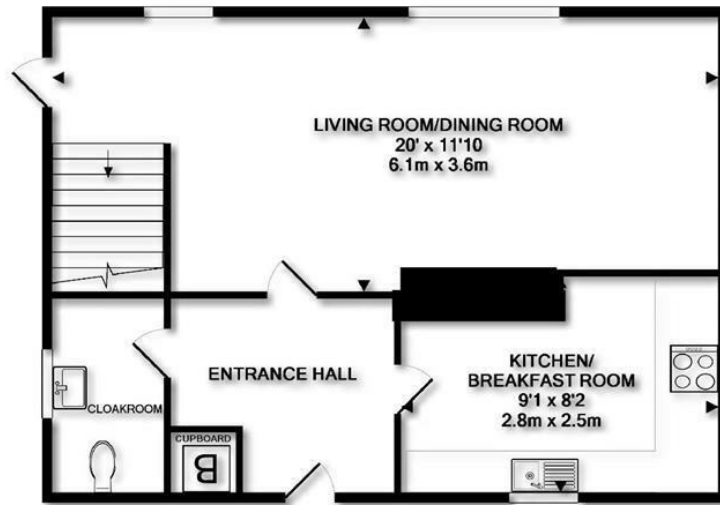 LIVING ROOM/DINING ROOM
20' x 11'10
6.1m x 3.6m
ENTRANCE HALL
KITCHEN/
BREAKFAST ROOM
9'1 x 8'2
2.8m x 2.5m
CLOAKROOM
CUPBOARD
B